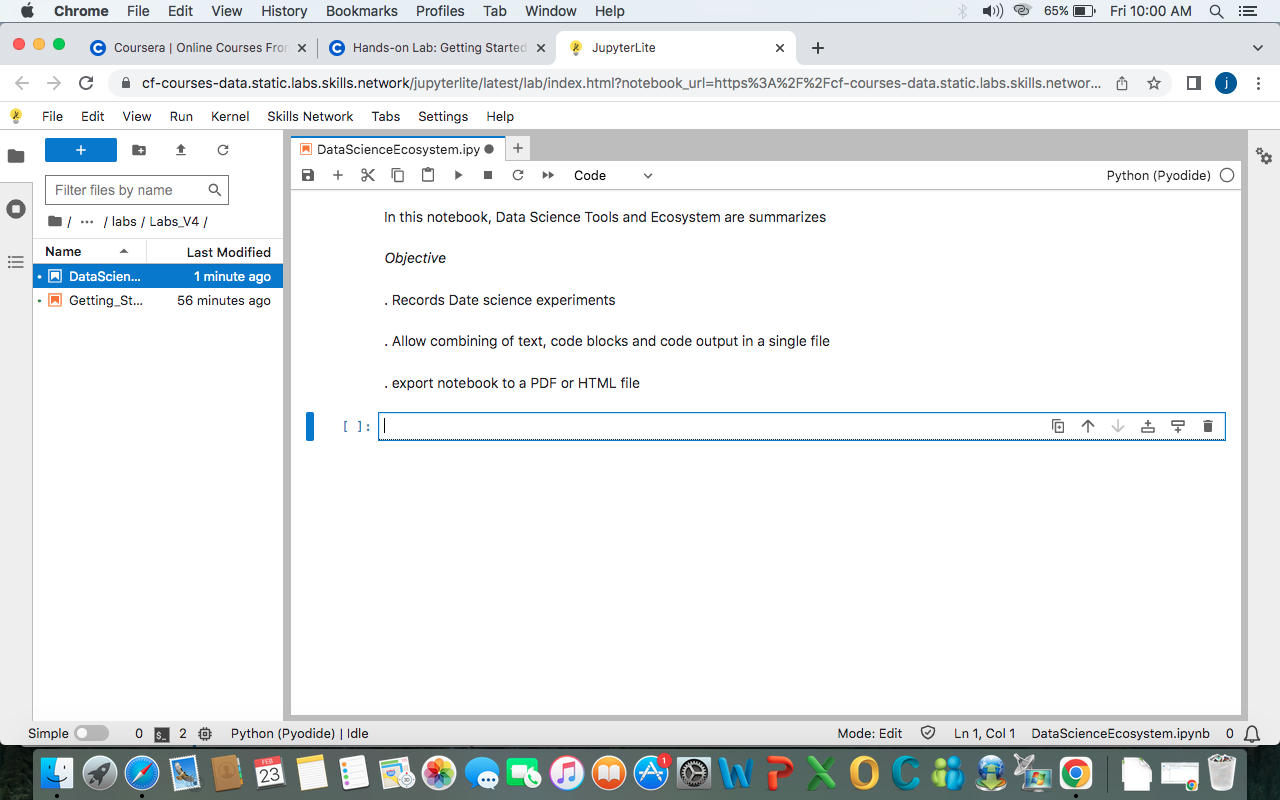 Chrome File Edit View History Bookmarks Profiles Tab Window Help 65% Fri 10:00 AM
Coursera | Online Courses Fro Hands-on Lab: Getting Started JupyterLite
cf-courses-data.static.labs.skills.network/jupyterlite/latest/lab/index.html?notebook_url=https%3A%2F%2Fcf-courses-data.static.labs.skills.networ... j
File Edit View Run Kernel Skills Network Tabs Settings Help
+
DataScienceEcosystem.ipy
Code Python (Pyodide)
Filter files by name
/ ··· / labs / Labs_V4 /
Name Last Modified
DataScien... 1 minute ago
Getting_St... 56 minutes ago
In this notebook, Data Science Tools and Ecosystem are summarizes
Objective
. Records Date science experiments
. Allow combining of text, code blocks and code output in a single file
. export notebook to a PDF or HTML file
[ ]:
Simple 0 $_ 2 Python (Pyodide) | Idle Mode: Edit Ln 1, Col 1 DataScienceEcosystem.ipynb 0
FEB
23
1